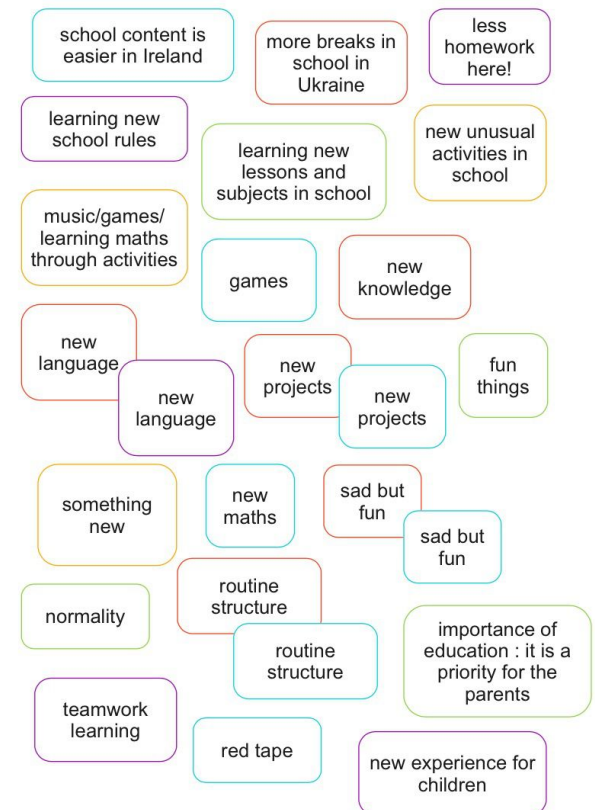 school content is
easier in Ireland
more breaks in
school in
Ukraine
less
homework
here!
learning new
school rules
learning new
lessons and
subjects in school
new unusual
activities in
school
music/games/
learning maths
through activities
games
new
knowledge
new
language
new
language
new
projects
new
projects
fun
things
something
new
new
maths
sad but
fun
sad but
fun
normality
routine
structure
routine
structure
importance of
education : it is a
priority for the
parents
teamwork
learning
red tape
new experience for
children